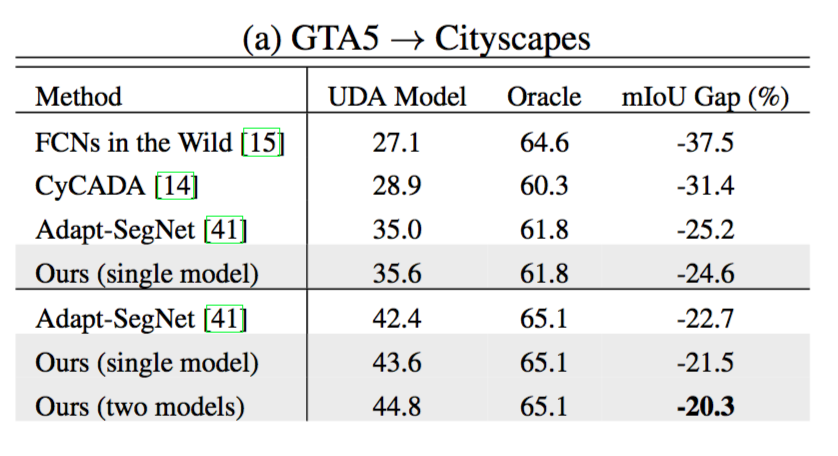 (a) GTA5 → Cityscapes
Method UDA Model Oracle mIoU Gap (%)
FCNs in the Wild [15] 27.1 64.6 -37.5
CyCADA [14] 28.9 60.3 -31.4
Adapt-SegNet [41] 35.0 61.8 -25.2
Ours (single model) 35.6 61.8 -24.6
Adapt-SegNet [41] 42.4 65.1 -22.7
Ours (single model) 43.6 65.1 -21.5
Ours (two models) 44.8 65.1 -20.3